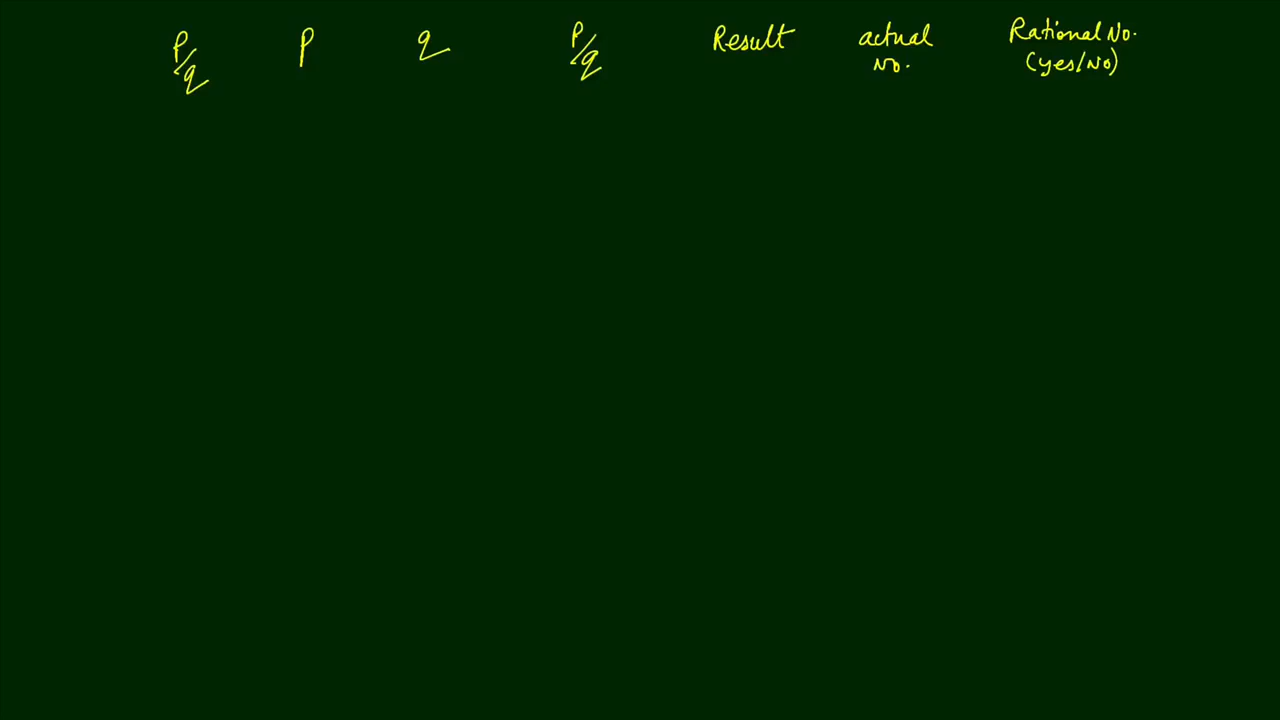 P/q p q P/q Result actual No. Rational No. (yes/No)